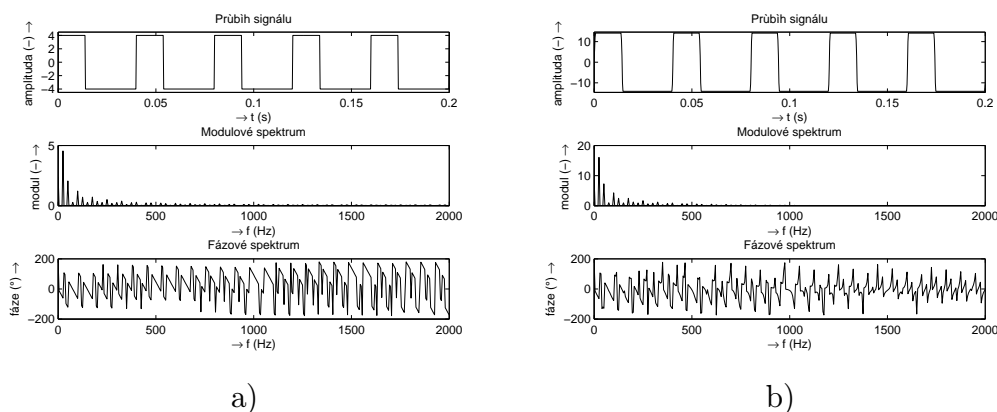 Prùbìh signálu
amplituda (−) →
4
2
0
−2
−4
0 0.05 0.1 0.15 0.2
→ t (s)
Modulové spektrum
modul (−) →
5
0
0 500 1000 1500 2000
→ f (Hz)
Fázové spektrum
fáze (°) →
200
0
−200
0 500 1000 1500 2000
→ f (Hz)
a)
Prùbìh signálu
amplituda (−) →
10
0
−10
0 0.05 0.1 0.15 0.2
→ t (s)
Modulové spektrum
modul (−) →
20
10
0
0 500 1000 1500 2000
→ f (Hz)
Fázové spektrum
fáze (°) →
200
0
−200
0 500 1000 1500 2000
→ f (Hz)
b)